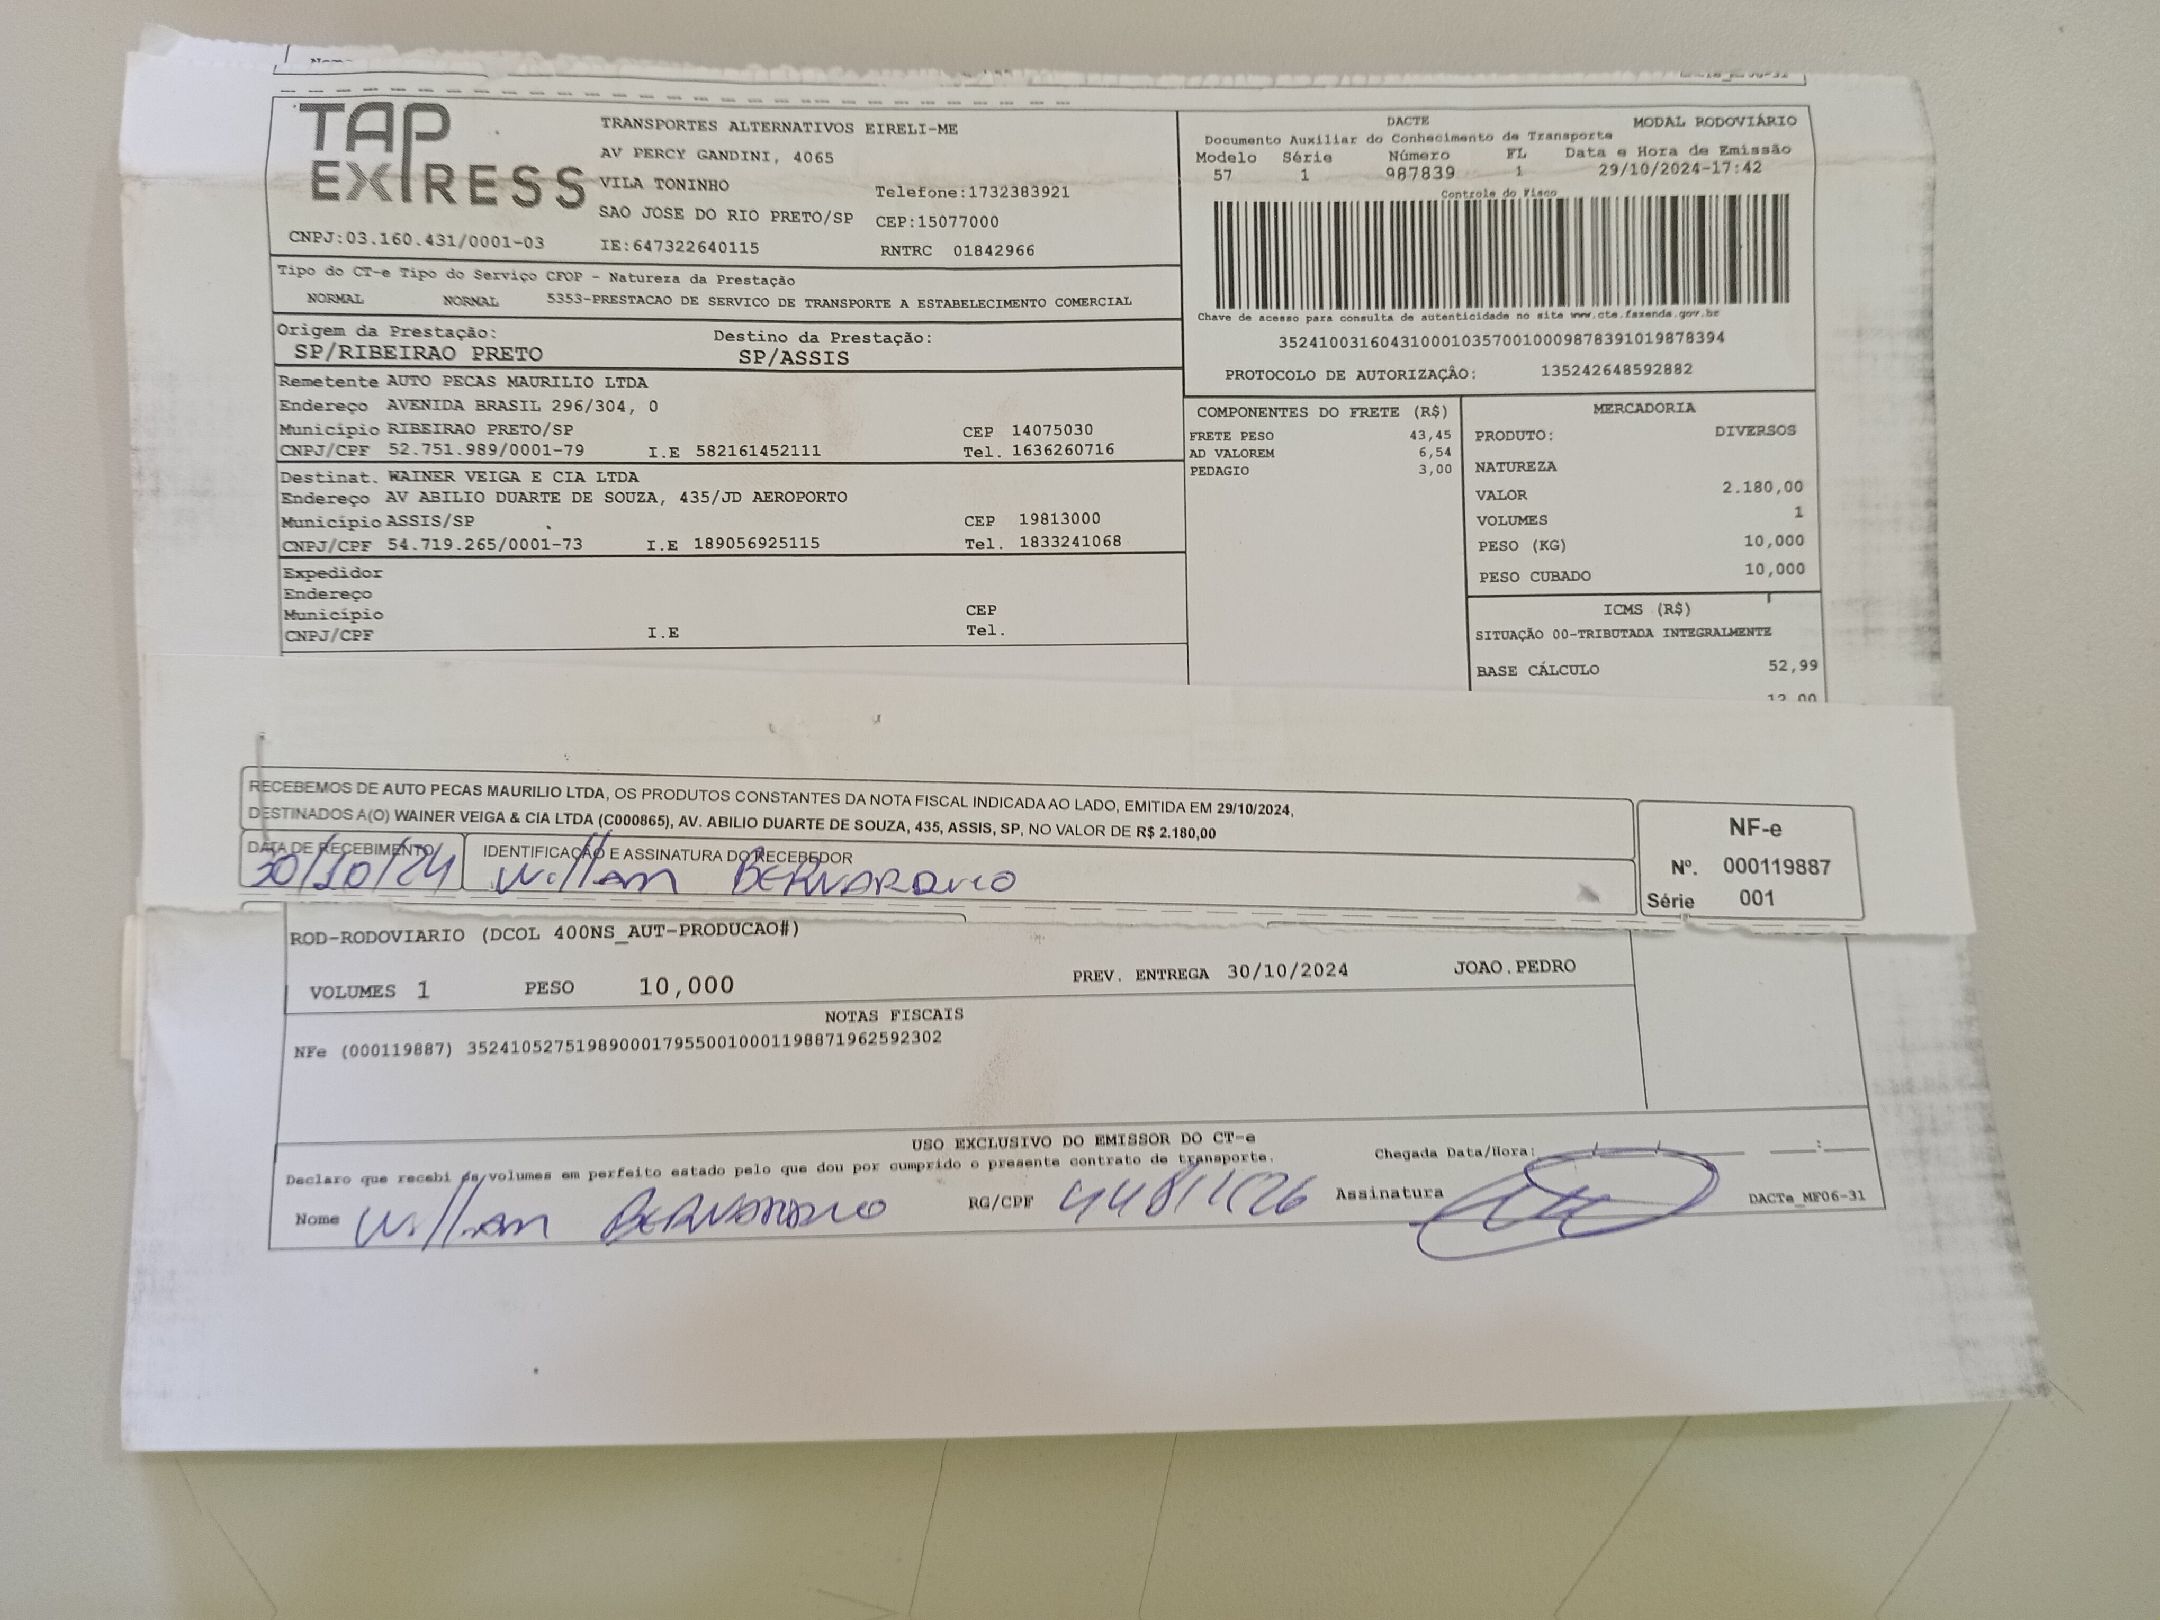 TAP EXPRESS
TRANSPORTES ALTERNATIVOS EIRELI-ME
AV PERCY GANDINI, 4065
VILA TONINHO Telefone:1732383921
SAO JOSE DO RIO PRETO/SP CEP:15077000
CNPJ:03.160.431/0001-03 IE:647322640115 RNTRC 01842966
DACTE MODAL RODOVIÁRIO
Documento Auxiliar do Conhecimento de Transporte
Modelo Série Número FL Data e Hora de Emissão
57 1 987839 1 29/10/2024-17:42
Controle do Fisco
Chave de acesso para consulta de autenticidade no site www.cte.fazenda.gov.br
35241003160431000103570010009878391019878394
PROTOCOLO DE AUTORIZAÇÃO: 135242648592882
Tipo do CT-e Tipo do Serviço CFOP - Natureza da Prestação
NORMAL NORMAL 5353-PRESTACAO DE SERVICO DE TRANSPORTE A ESTABELECIMENTO COMERCIAL
Origem da Prestação: Destino da Prestação:
SP/RIBEIRAO PRETO SP/ASSIS
Remetente AUTO PECAS MAURILIO LTDA
Endereço AVENIDA BRASIL 296/304, 0
Município RIBEIRAO PRETO/SP CEP 14075030
CNPJ/CPF 52.751.989/0001-79 I.E 582161452111 Tel. 1636260716
Destinat. WAINER VEIGA E CIA LTDA
Endereço AV ABILIO DUARTE DE SOUZA, 435/JD AEROPORTO
Município ASSIS/SP CEP 19813000
CNPJ/CPF 54.719.265/0001-73 I.E 189056925115 Tel. 1833241068
Expedidor
Endereço
Município CEP
CNPJ/CPF I.E Tel.
COMPONENTES DO FRETE (R$)
FRETE PESO 43,45
AD VALOREM 6,54
PEDAGIO 3,00
MERCADORIA
PRODUTO: DIVERSOS
NATUREZA
VALOR 2.180,00
VOLUMES 1
PESO (KG) 10,000
PESO CUBADO 10,000
ICMS (R$)
SITUAÇÃO 00-TRIBUTADA INTEGRALMENTE
BASE CÁLCULO 52,99
12,00
RECEBEMOS DE AUTO PECAS MAURILIO LTDA, OS PRODUTOS CONSTANTES DA NOTA FISCAL INDICADA AO LADO, EMITIDA EM 29/10/2024,
DESTINADOS A(O) WAINER VEIGA & CIA LTDA (C000865), AV. ABILIO DUARTE DE SOUZA, 435, ASSIS, SP, NO VALOR DE R$ 2.180,00
DATA DE RECEBIMENTO IDENTIFICAÇÃO E ASSINATURA DO RECEBEDOR
30/10/24 Willian BERNARDINO
NF-e
Nº. 000119887
Série 001
ROD-RODOVIARIO (DCOL 400NS_AUT-PRODUCAO#)
VOLUMES 1 PESO 10,000 PREV. ENTREGA 30/10/2024 JOAO.PEDRO
NOTAS FISCAIS
NFe (000119887) 35241052751989000179550010001198871962592302
USO EXCLUSIVO DO EMISSOR DO CT-e
Declaro que recebi os volumes em perfeito estado pelo que dou por cumprido o presente contrato de transporte. Chegada Data/Hora:
Nome Willian BERNARDINO RG/CPF Assinatura DACTe_MF06-31